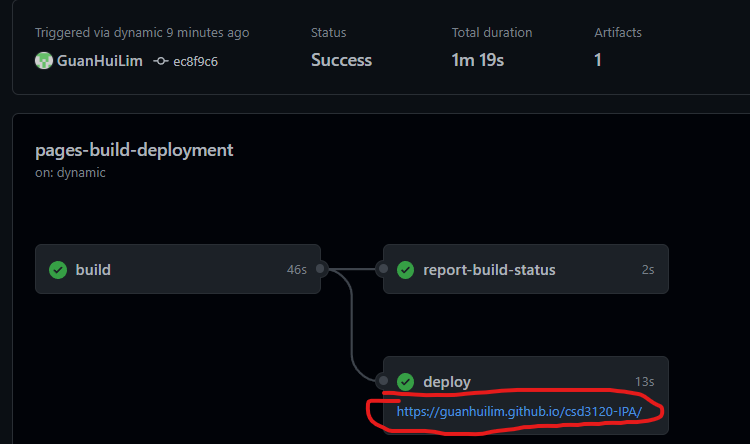 Triggered via dynamic 9 minutes ago
Status
Total duration
Artifacts
GuanHuiLim ec8f9c6
Success
1m 19s
1
pages-build-deployment
on: dynamic
build 46s
report-build-status 2s
deploy 13s
https://guanhuilim.github.io/csd3120-IPA/